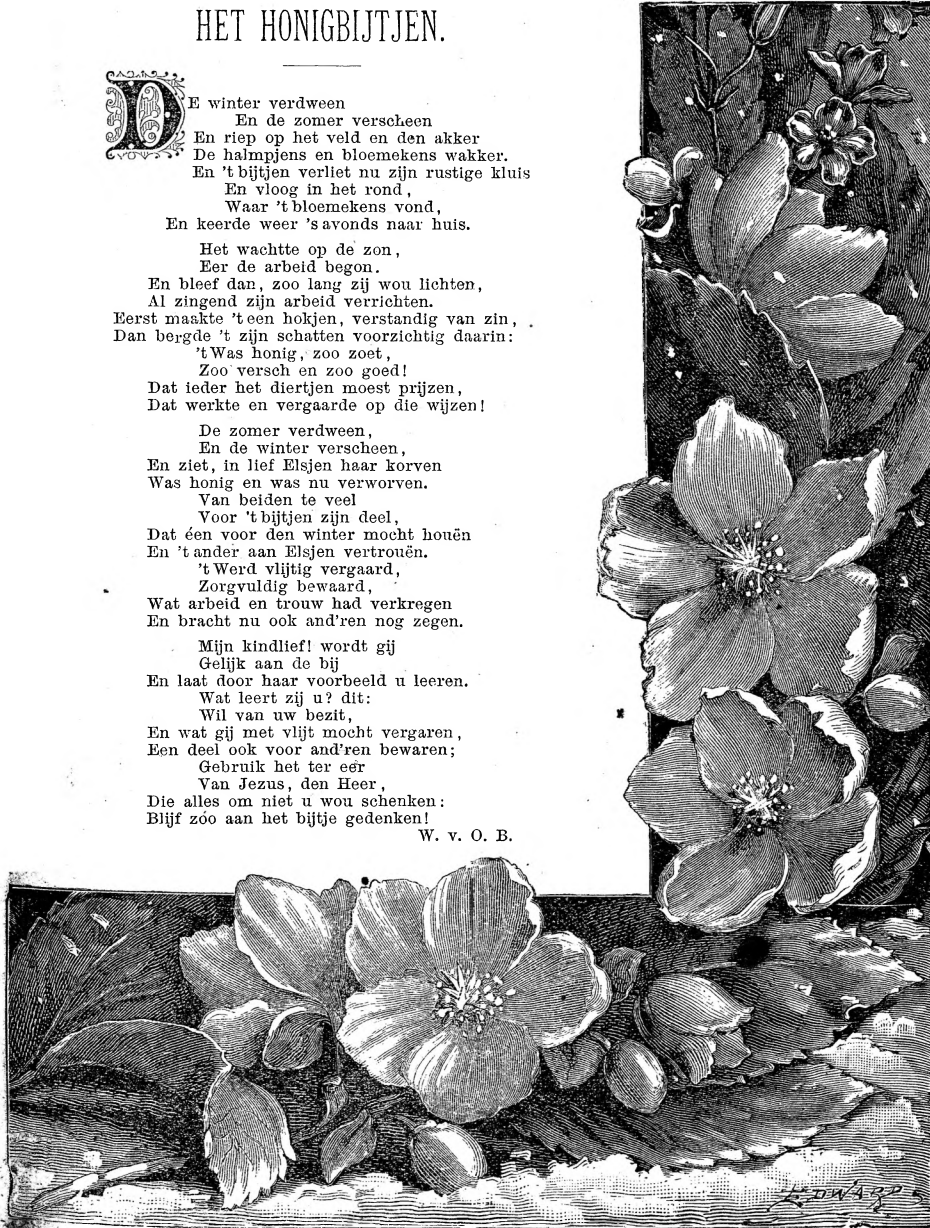 HET HONIGBIJTJEN.
DE winter verdween
En de zomer verscheen
En riep op het veld en den akker
De halmpjens en bloemekens wakker.
En 't bijtjen verliet nu zijn rustige kluis
En vloog in het rond,
Waar 't bloemekens vond,
En keerde weer 's avonds naar huis.
Het wachtte op de zon,
Eer de arbeid begon.
En bleef dan, zoo lang zij wou lichten,
Al zingend zijn arbeid verrichten.
Eerst maakte 't een hokjen, verstandig van zin,
Dan bergde 't zijn schatten voorzichtig daarin:
't Was honig, zoo zoet,
Zoo versch en zoo goed!
Dat ieder het diertjen moest prijzen,
Dat werkte en vergaarde op die wijzen!
De zomer verdween,
En de winter verscheen,
En ziet, in lief Elsjen haar korven
Was honig en was nu verworven.
Van beiden te veel
Voor 't bijtjen zijn deel,
Dat éen voor den winter mocht houën
En 't ander aan Elsjen vertrouën.
't Werd vlijtig vergaard,
Zorgvuldig bewaard,
Wat arbeid en trouw had verkregen
En bracht nu ook and'ren nog zegen.
Mijn kindlief! wordt gij
Gelijk aan de bij
En laat door haar voorbeeld u leeren.
Wat leert zij u? dit:
Wil van uw bezit,
En wat gij met vlijt mocht vergaren,
Een deel ook voor and'ren bewaren;
Gebruik het ter eer
Van Jezus, den Heer,
Die alles om niet u wou schenken:
Blijf zóo aan het bijtje gedenken!
W. v. O. B.